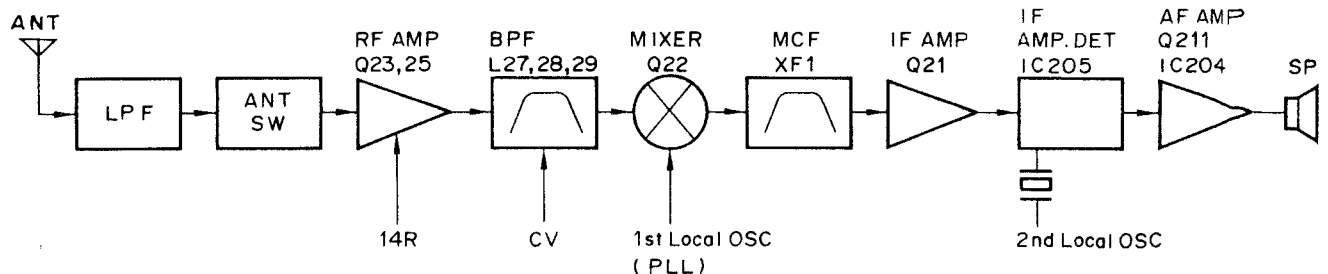 ANT
LPF
ANT
SW
RF AMP
Q23,25
14R
BPF
L27,28,29
CV
MIXER
Q22
1st Local OSC
(PLL)
MCF
XF1
IF AMP
Q21
IF
AMP.DET
IC205
2nd Local OSC
AF AMP
Q211
IC204
SP